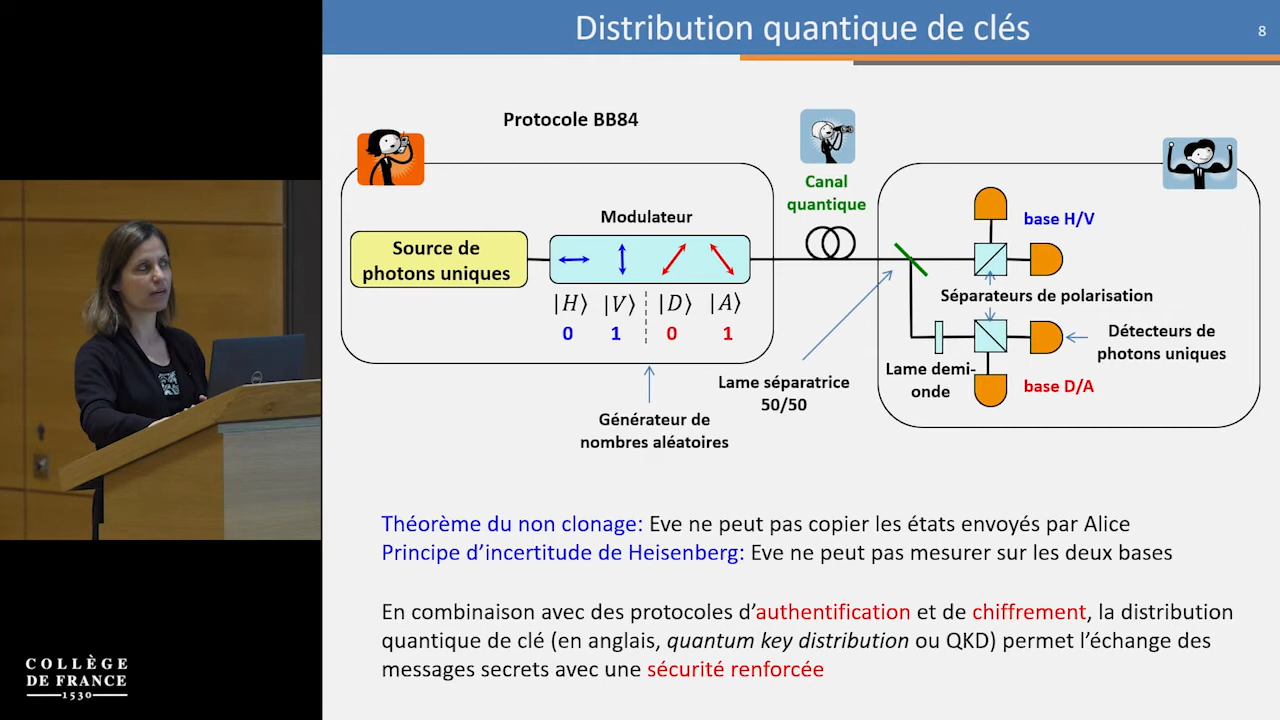 Distribution quantique de clés
8
Protocole BB84
Canal
quantique
Modulateur
Source de
photons uniques
|H⟩ |V⟩ |D⟩ |A⟩
0 1 0 1
base H/V
Séparateurs de polarisation
Détecteurs de
photons uniques
Lame demi-
onde
base D/A
Lame séparatrice
50/50
Générateur de
nombres aléatoires
Théorème du non clonage: Eve ne peut pas copier les états envoyés par Alice
Principe d’incertitude de Heisenberg: Eve ne peut pas mesurer sur les deux bases
En combinaison avec des protocoles d’authentification et de chiffrement, la distribution
quantique de clé (en anglais, quantum key distribution ou QKD) permet l’échange des
messages secrets avec une sécurité renforcée
COLLÈGE
DE FRANCE
1530